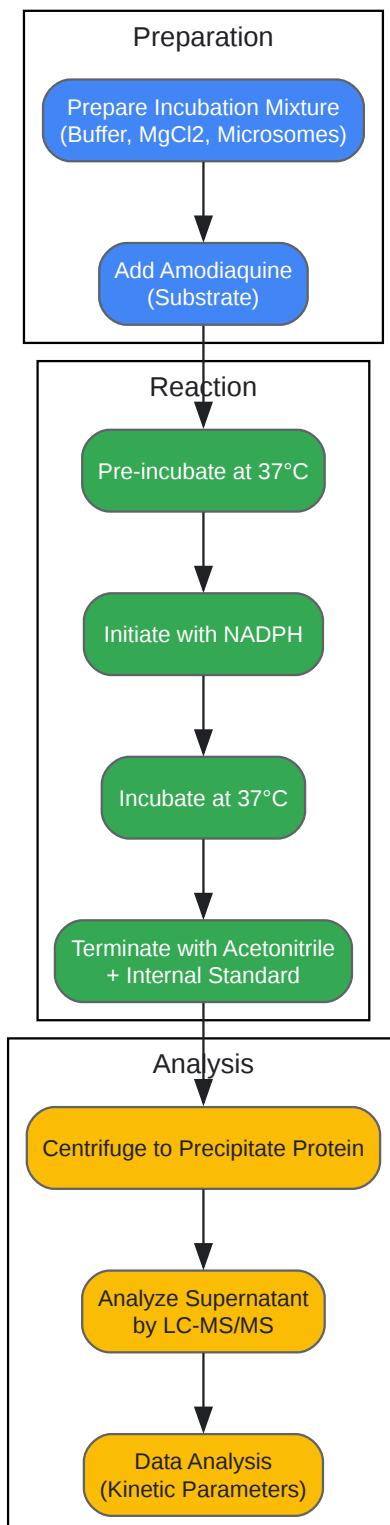 Preparation
Prepare Incubation Mixture
(Buffer, MgCl2, Microsomes)
Add Amodiaquine
(Substrate)
Reaction
Pre-incubate at 37°C
Initiate with NADPH
Incubate at 37°C
Terminate with Acetonitrile
+ Internal Standard
Analysis
Centrifuge to Precipitate Protein
Analyze Supernatant
by LC-MS/MS
Data Analysis
(Kinetic Parameters)